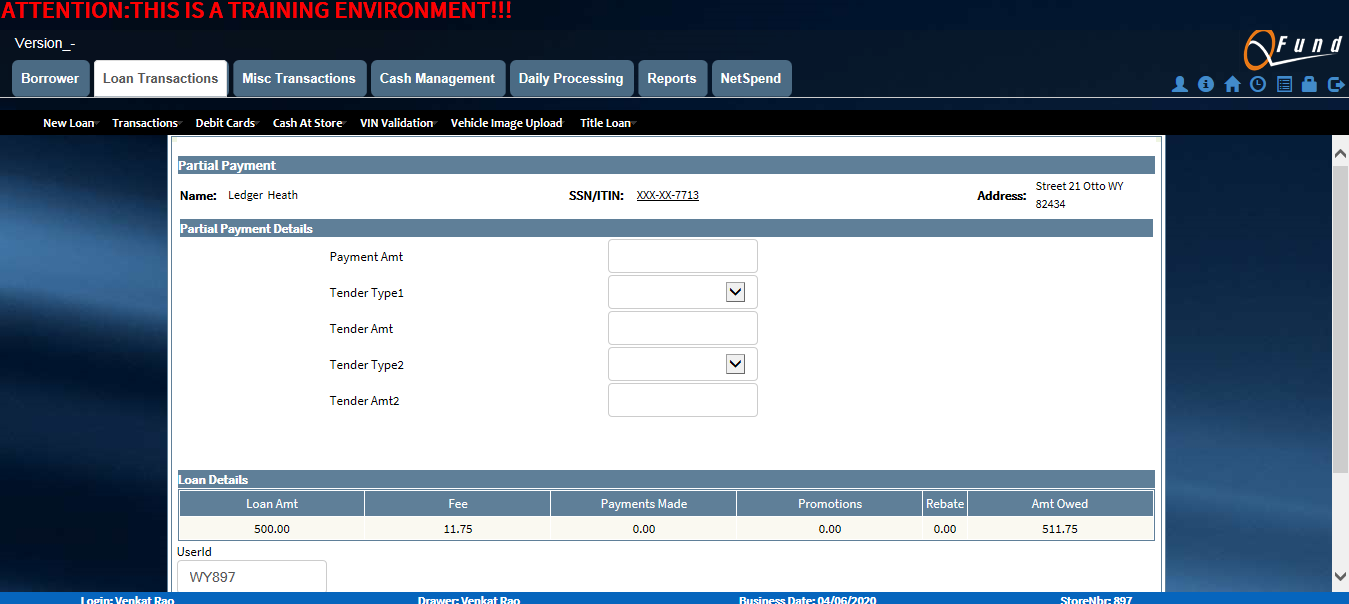 ATTENTION:THIS IS A TRAINING ENVIRONMENT!!!
Version_-
QFund
Borrower Loan Transactions Misc Transactions Cash Management Daily Processing Reports NetSpend
New Loan Transactions Debit Cards Cash At Store VIN Validation Vehicle Image Upload Title Loan
Partial Payment
Name: Ledger Heath SSN/ITIN: XXX-XX-7713 Address: Street 21 Otto WY
82434
Partial Payment Details
Payment Amt
Tender Type1
Tender Amt
Tender Type2
Tender Amt2
Loan Details
Loan Amt Fee Payments Made Promotions Rebate Amt Owed
500.00 11.75 0.00 0.00 0.00 511.75
UserId
WY897
Login: Venkat Rao Drawer: Venkat Rao Business Date: 04/06/2020 StoreNbr: 897